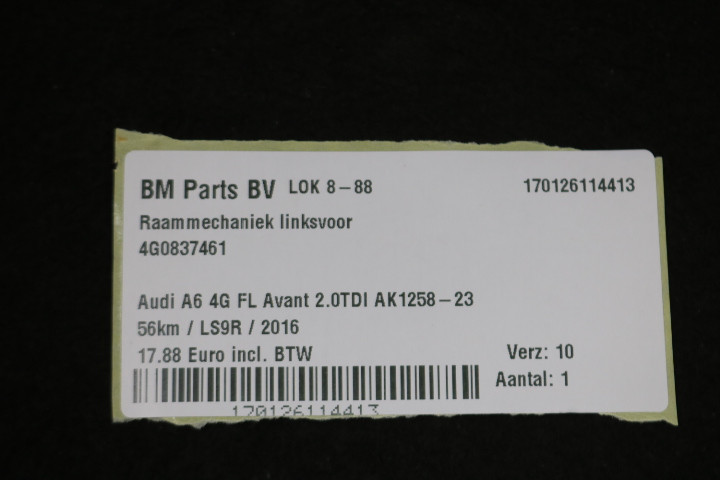 BM Parts BV LOK 8-88 170126114413
Raammechaniek linksvoor
4G0837461
Audi A6 4G FL Avant 2.0TDI AK1258-23
56km / LS9R / 2016
17.88 Euro incl. BTW Verz: 10
Aantal: 1
170126114413